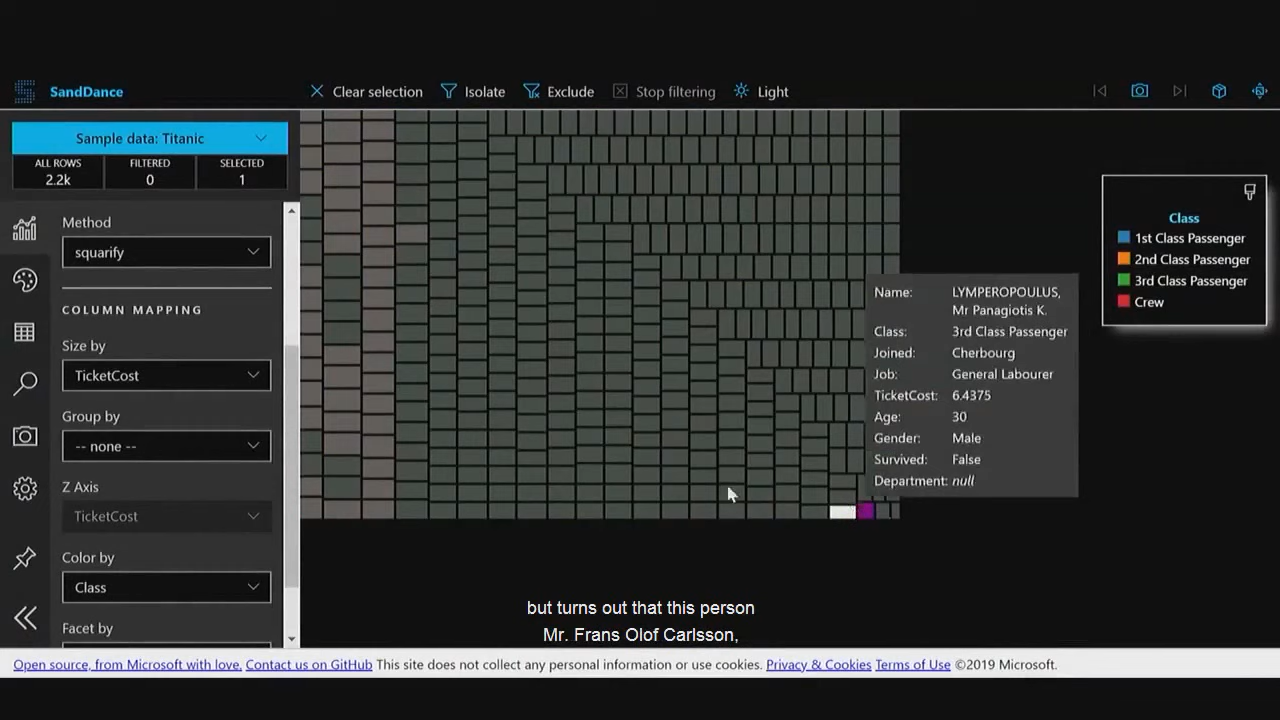 SandDance
Clear selection
Isolate
Exclude
Stop filtering
Light
Sample data: Titanic
ALL ROWS
2.2k
FILTERED
0
SELECTED
1
Method
squarify
COLUMN MAPPING
Size by
TicketCost
Group by
-- none --
Z Axis
TicketCost
Color by
Class
Facet by
Class
1st Class Passenger
2nd Class Passenger
3rd Class Passenger
Crew
Name: LYMPEROPOULUS,
Mr Panagiotis K.
Class: 3rd Class Passenger
Joined: Cherbourg
Job: General Labourer
TicketCost: 6.4375
Age: 30
Gender: Male
Survived: False
Department: null
but turns out that this person
Mr. Frans Olof Carlsson,
Open source, from Microsoft with love. Contact us on GitHub This site does not collect any personal information or use cookies. Privacy & Cookies Terms of Use ©2019 Microsoft.